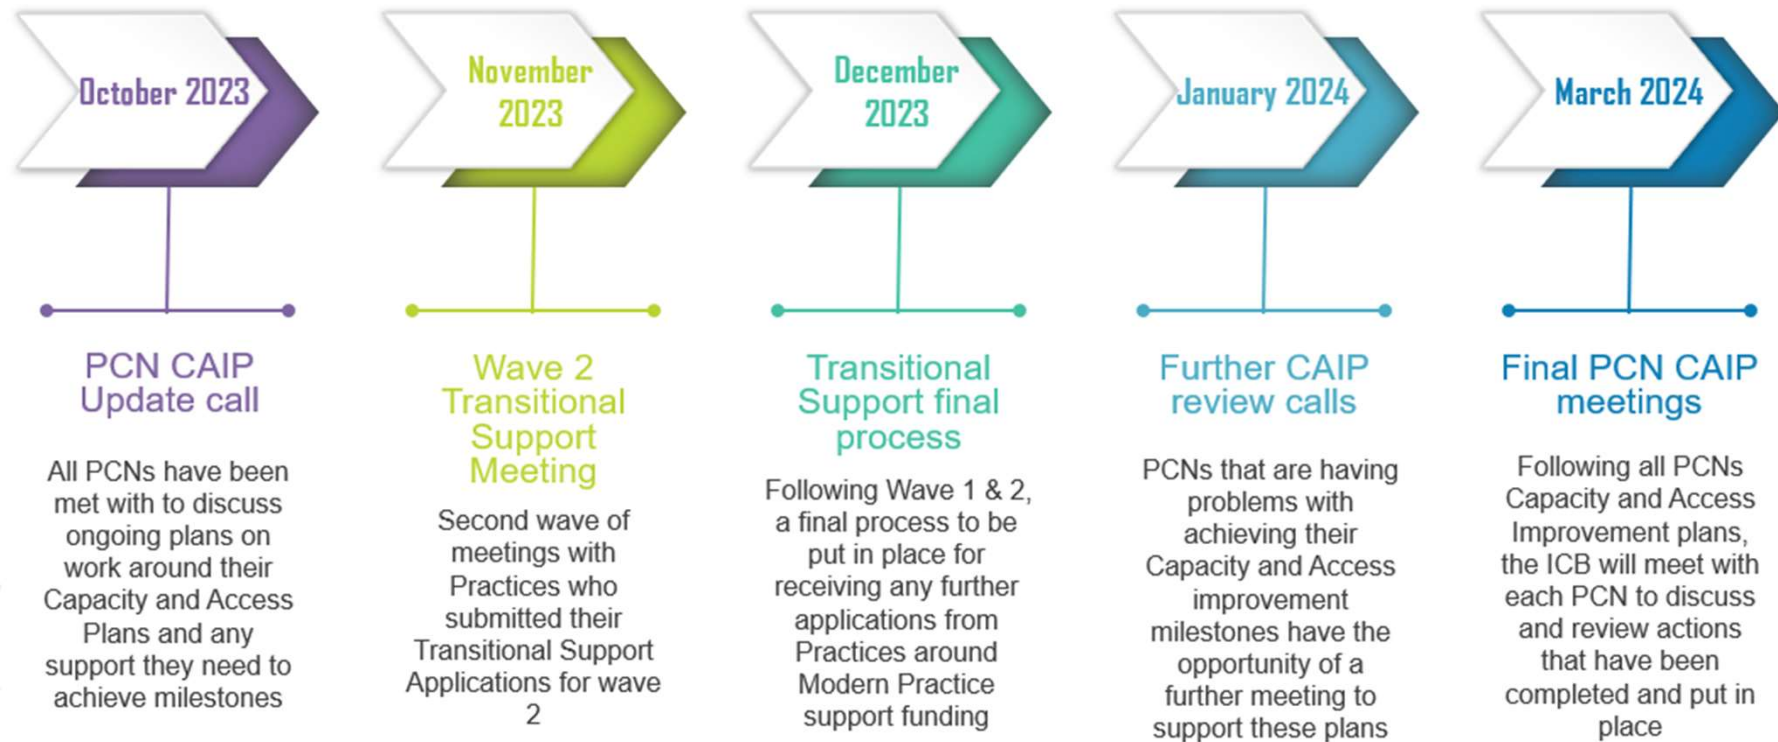 October 2023
PCN CAIP
Update call
All PCNs have been
met with to discuss
ongoing plans on
work around their
Capacity and Access
Plans and any
support they need to
achieve milestones
November
2023
Wave 2
Transitional
Support
Meeting
Second wave of
meetings with
Practices who
submitted their
Transitional Support
Applications for wave
2
December
2023
Transitional
Support final
process
Following Wave 1 & 2,
a final process to be
put in place for
receiving any further
applications from
Practices around
Modern Practice
support funding
January 2024
Further CAIP
review calls
PCNs that are having
problems with
achieving their
Capacity and Access
improvement
milestones have the
opportunity of a
further meeting to
support these plans
March 2024
Final PCN CAIP
meetings
Following all PCNs
Capacity and Access
Improvement plans,
the ICB will meet with
each PCN to discuss
and review actions
that have been
completed and put in
place